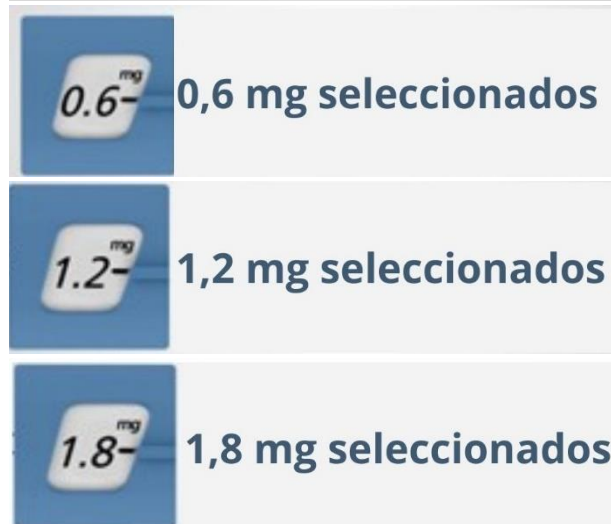 mg
0.6-
0,6 mg seleccionados
mg
1.2-
1,2 mg seleccionados
mg
1.8-
1,8 mg seleccionados